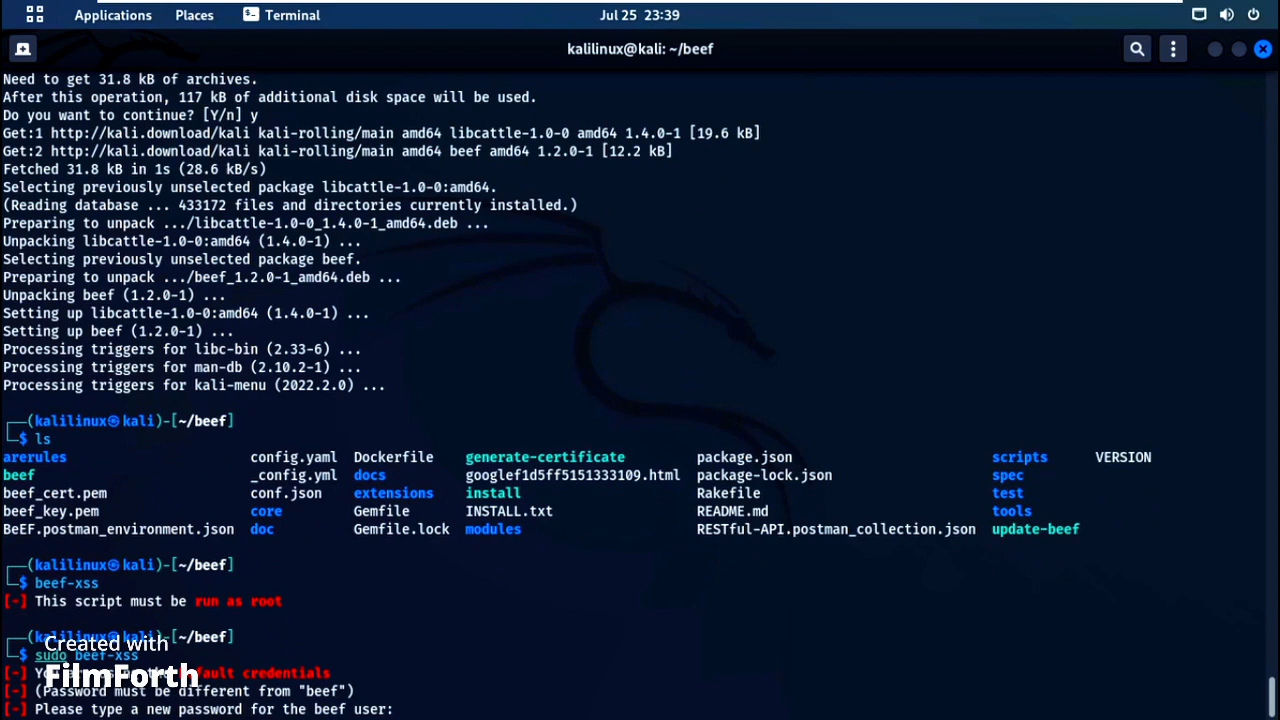 Applications Places Terminal Jul 25 23:39
kalilinux@kali: ~/beef
Need to get 31.8 kB of archives.
After this operation, 117 kB of additional disk space will be used.
Do you want to continue? [Y/n] y
Get:1 http://kali.download/kali kali-rolling/main amd64 libcattle-1.0-0 amd64 1.4.0-1 [19.6 kB]
Get:2 http://kali.download/kali kali-rolling/main amd64 beef amd64 1.2.0-1 [12.2 kB]
Fetched 31.8 kB in 1s (28.6 kB/s)
Selecting previously unselected package libcattle-1.0-0:amd64.
(Reading database ... 433172 files and directories currently installed.)
Preparing to unpack .../libcattle-1.0-0_1.4.0-1_amd64.deb ...
Unpacking libcattle-1.0-0:amd64 (1.4.0-1) ...
Selecting previously unselected package beef.
Preparing to unpack .../beef_1.2.0-1_amd64.deb ...
Unpacking beef (1.2.0-1) ...
Setting up libcattle-1.0-0:amd64 (1.4.0-1) ...
Setting up beef (1.2.0-1) ...
Processing triggers for libc-bin (2.33-6) ...
Processing triggers for man-db (2.10.2-1) ...
Processing triggers for kali-menu (2022.2.0) ...
┌──(kalilinux㉿kali)-[~/beef]
└─$ ls
arerules config.yaml Dockerfile generate-certificate package.json scripts VERSION
beef _config.yml docs googlef1d5ff5151333109.html package-lock.json spec
beef_cert.pem conf.json extensions install Rakefile test
beef_key.pem core Gemfile INSTALL.txt README.md tools
BeEF.postman_environment.json doc Gemfile.lock modules RESTful-API.postman_collection.json update-beef
┌──(kalilinux㉿kali)-[~/beef]
└─$ beef-xss
[-] This script must be run as root
┌──(kalilinux㉿kali)-[~/beef]
└─$ sudo beef-xss
[-] credentials
[-] (Password must be different from "beef")
[-] Please type a new password for the beef user:
Created with
FilmForth